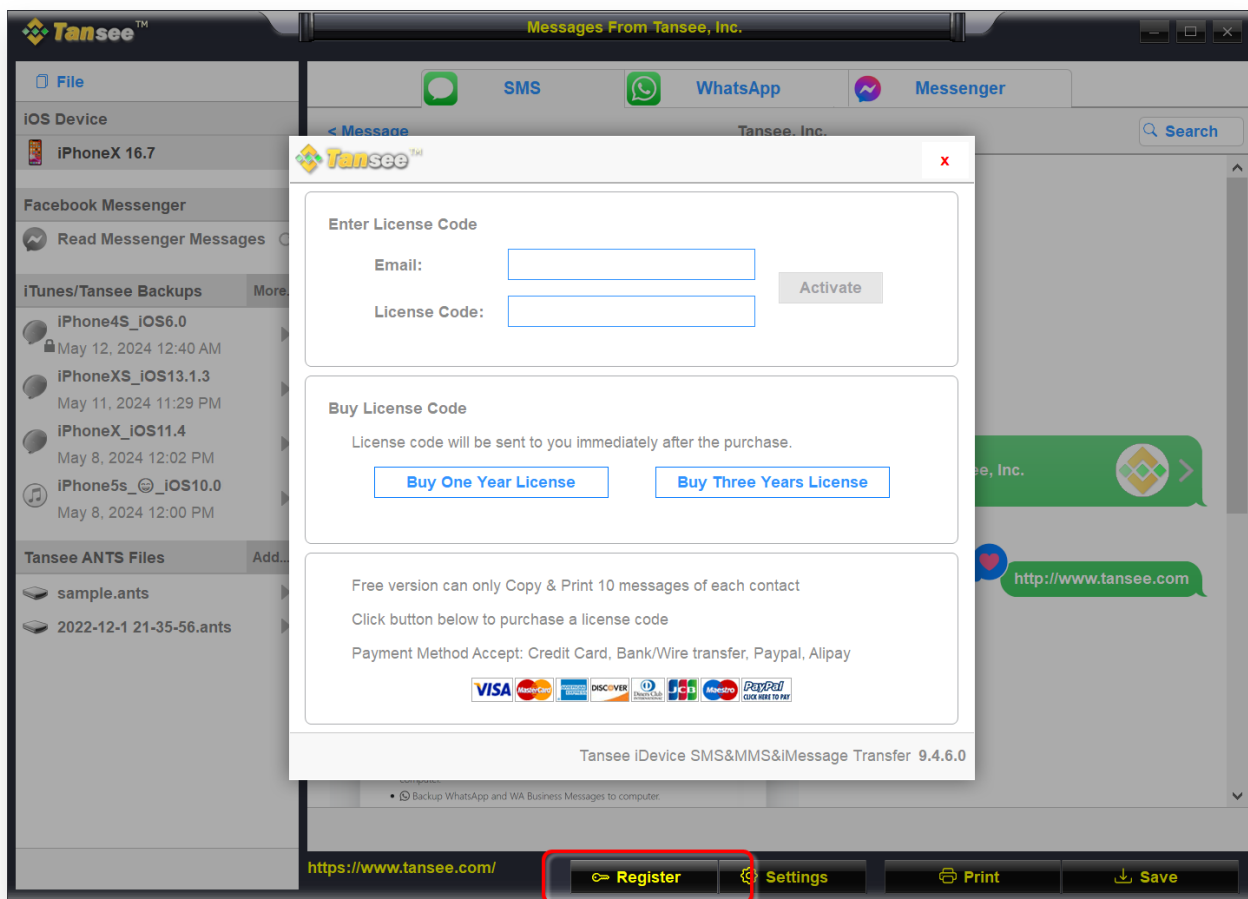 Tansee™
Messages From Tansee, Inc.
File
SMS
WhatsApp
Messenger
iOS Device
< Message
Tansee, Inc.
Search
iPhoneX 16.7
Tansee™
x
Facebook Messenger
Read Messenger Messages
Enter License Code
Email:
Activate
License Code:
iTunes/Tansee Backups
More.
iPhone4S_iOS6.0
May 12, 2024 12:40 AM
iPhoneXS_iOS13.1.3
May 11, 2024 11:29 PM
iPhoneX_iOS11.4
May 8, 2024 12:02 PM
iPhone5s_😁_iOS10.0
May 8, 2024 12:00 PM
Buy License Code
License code will be sent to you immediately after the purchase.
Buy One Year License
Buy Three Years License
ee, Inc.
Tansee ANTS Files
Add...
sample.ants
2022-12-1 21-35-56.ants
Free version can only Copy & Print 10 messages of each contact
Click button below to purchase a license code
Payment Method Accept: Credit Card, Bank/Wire transfer, Paypal, Alipay
VISA MasterCard AMERICAN EXPRESS DISCOVER Diners Club JCB Maestro PayPal CLICK HERE TO PAY
http://www.tansee.com
Tansee iDevice SMS&MMS&iMessage Transfer 9.4.6.0
• Backup WhatsApp and WA Business Messages to computer.
https://www.tansee.com/
Register
Settings
Print
Save